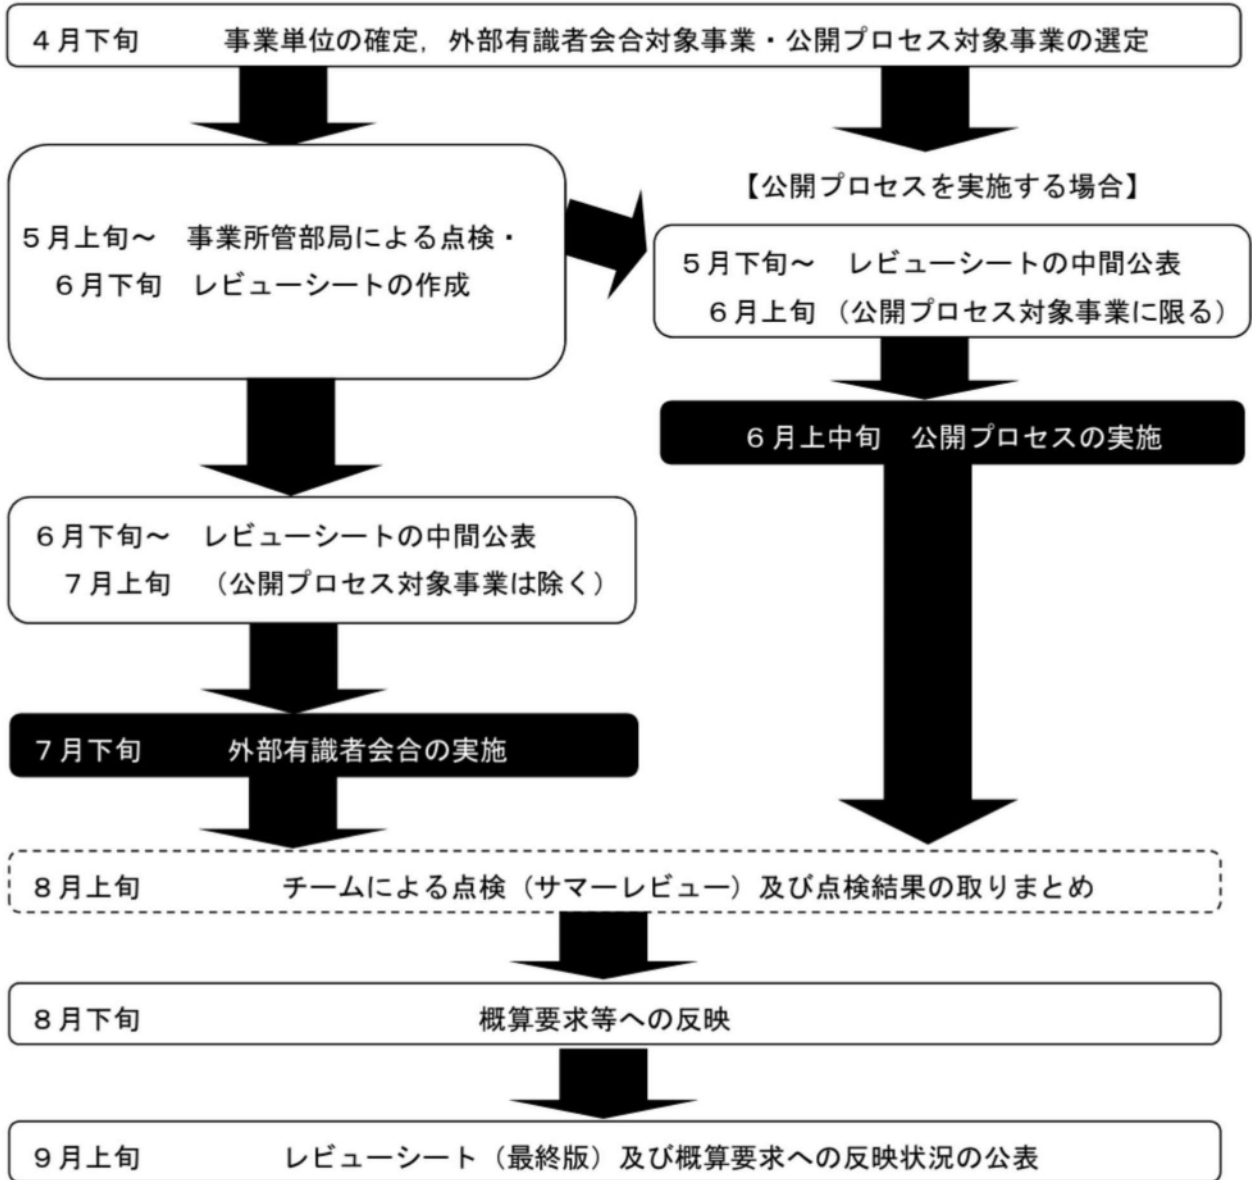 ４月下旬　事業単位の確定，外部有識者会合対象事業・公開プロセス対象事業の選定
５月上旬～　事業所管部局による点検・
６月下旬　レビューシートの作成
【公開プロセスを実施する場合】
５月下旬～　レビューシートの中間公表
６月上旬　（公開プロセス対象事業に限る）
６月上中旬　公開プロセスの実施
６月下旬～　レビューシートの中間公表
７月上旬　（公開プロセス対象事業は除く）
７月下旬　外部有識者会合の実施
８月上旬　チームによる点検（サマーレビュー）及び点検結果の取りまとめ
８月下旬　概算要求等への反映
９月上旬　レビューシート（最終版）及び概算要求への反映状況の公表